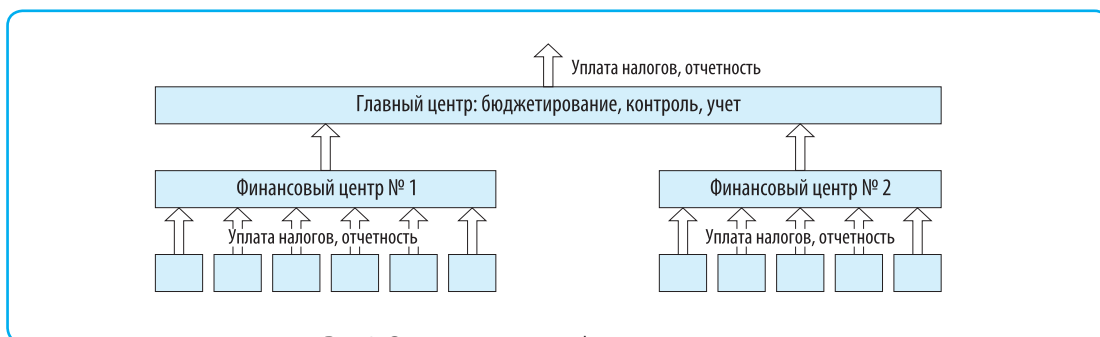 Уплата налогов, отчетность
Главный центр: бюджетирование, контроль, учет
Финансовый центр № 1
Финансовый центр № 2
Уплата налогов, отчетность
Уплата налогов, отчетность